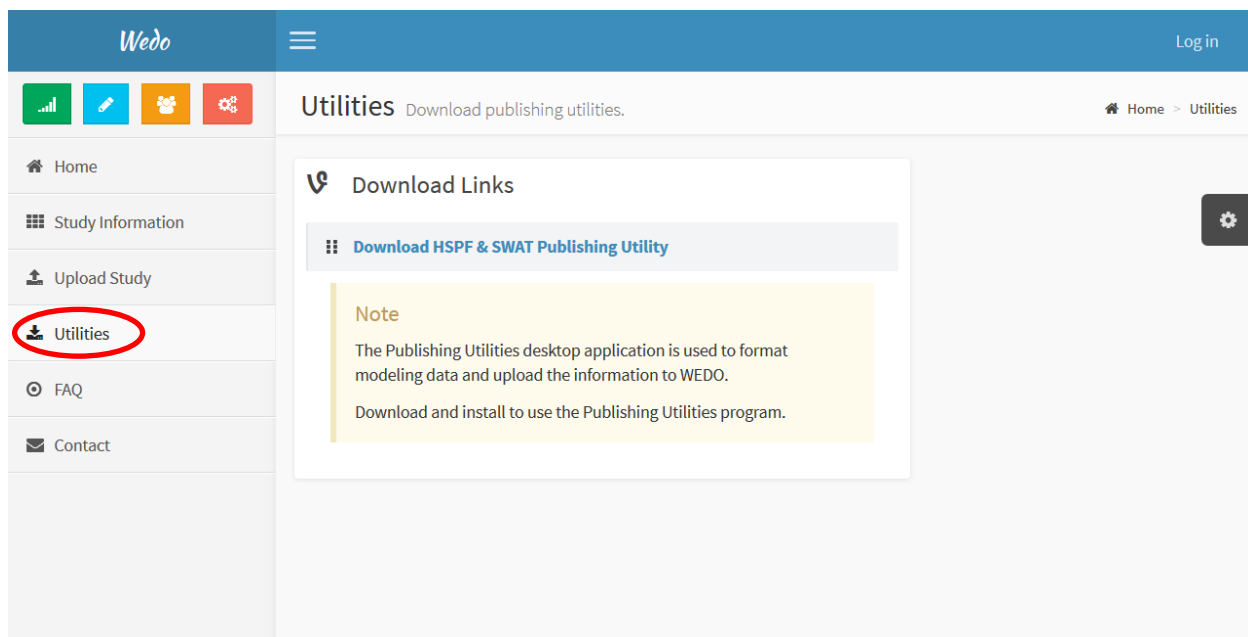 Wedo
Log in
Utilities Download publishing utilities.
Home > Utilities
Home
Study Information
Upload Study
Utilities
FAQ
Contact
Download Links
Download HSPF & SWAT Publishing Utility
Note
The Publishing Utilities desktop application is used to format
modeling data and upload the information to WEDO.
Download and install to use the Publishing Utilities program.